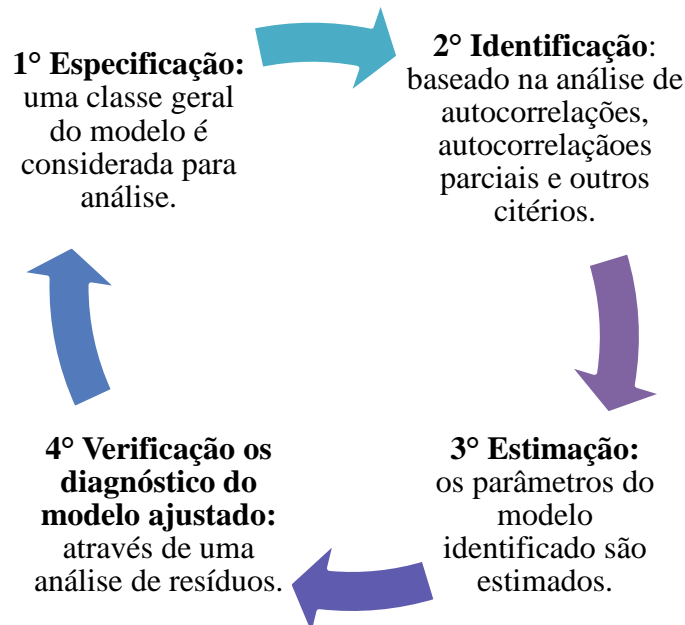 1° Especificação:
uma classe geral
do modelo é
considerada para
análise.
2° Identificação:
baseado na análise de
autocorrelações,
autocorrelaçãoes
parciais e outros
citérios.
3° Estimação:
os parâmetros do
modelo
identificado são
estimados.
4° Verificação os
diagnóstico do
modelo ajustado:
através de uma
análise de resíduos.